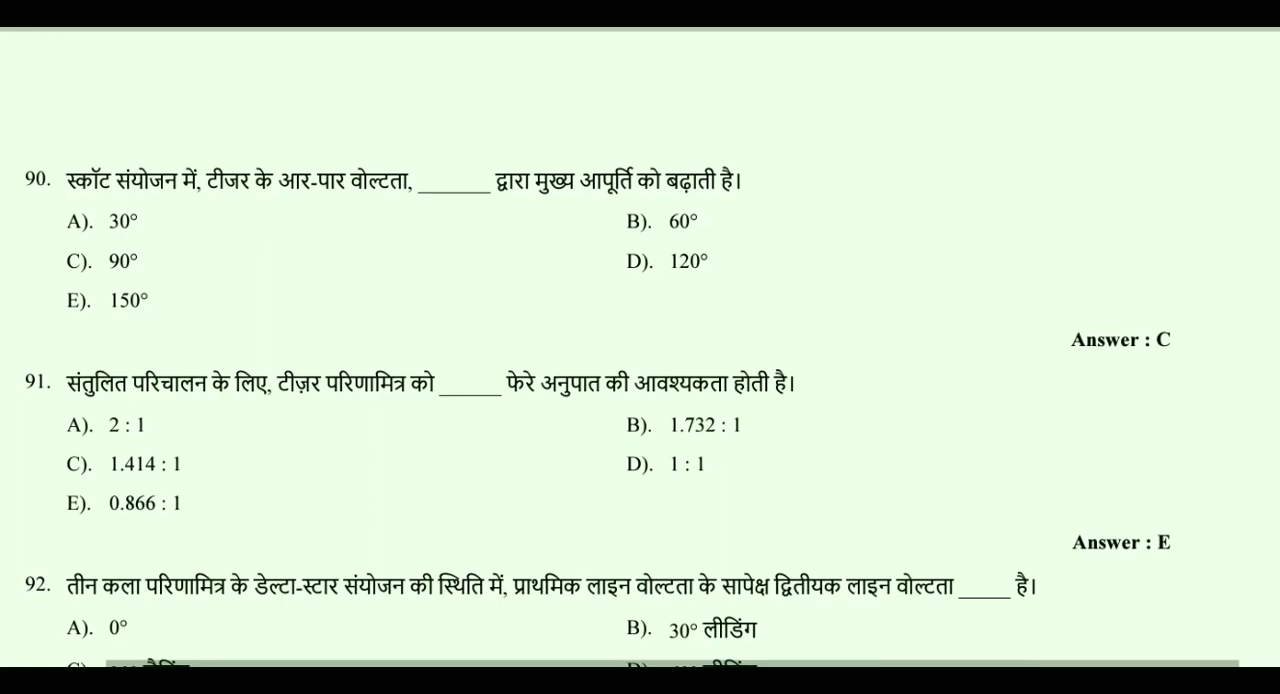 90. स्कॉट संयोजन में, टीजर के आर-पार वोल्टता, ______ द्वारा मुख्य आपूर्ति को बढ़ाती है।
A). 30° B). 60°
C). 90° D). 120°
E). 150°
Answer : C
91. संतुलित परिचालन के लिए, टीज़र परिणामित्र को ______ फेरे अनुपात की आवश्यकता होती है।
A). 2 : 1 B). 1.732 : 1
C). 1.414 : 1 D). 1 : 1
E). 0.866 : 1
Answer : E
92. तीन कला परिणामित्र के डेल्टा-स्टार संयोजन की स्थिति में, प्राथमिक लाइन वोल्टता के सापेक्ष द्वितीयक लाइन वोल्टता _____ है।
A). 0° B). 30° लीडिंग